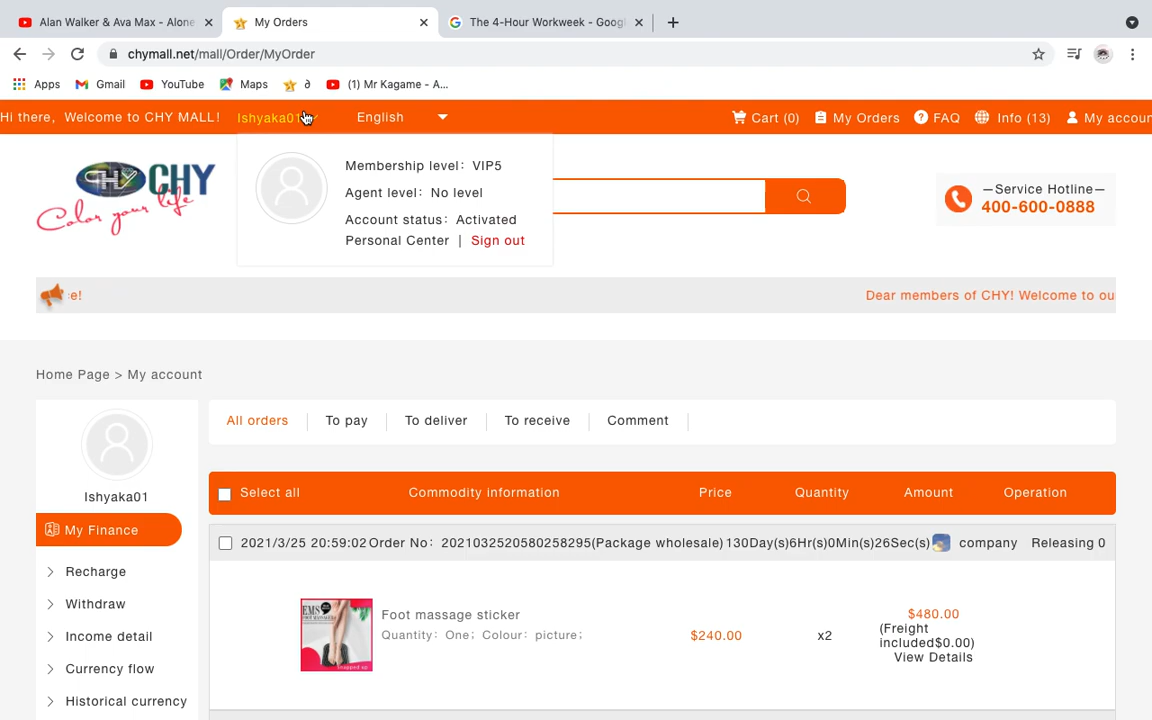 Alan Walker & Ava Max - Alone
My Orders
The 4-Hour Workweek - Goog
chymall.net/mall/Order/MyOrder
Apps
Gmail
YouTube
Maps
∂
(1) Mr Kagame - A...
Hi there, Welcome to CHY MALL!
Ishyaka01
English
Cart (0)
My Orders
FAQ
Info (13)
My accoun
CHY
Color your life
Membership level: VIP5
Agent level: No level
Account status: Activated
Personal Center | Sign out
—Service Hotline—
400-600-0888
e!
Dear members of CHY! Welcome to ou
Home Page > My account
Ishyaka01
My Finance
Recharge
Withdraw
Income detail
Currency flow
Historical currency
All orders
To pay
To deliver
To receive
Comment
Select all
Commodity information
Price
Quantity
Amount
Operation
2021/3/25 20:59:02 Order No: 2021032520580258295(Package wholesale) 130Day(s)6Hr(s)0Min(s)26Sec(s) company Releasing 0
EMS
FOOT MASSAGER
Foot massage sticker
Quantity: One; Colour: picture;
$240.00
x2
$480.00
(Freight
included$0.00)
View Details